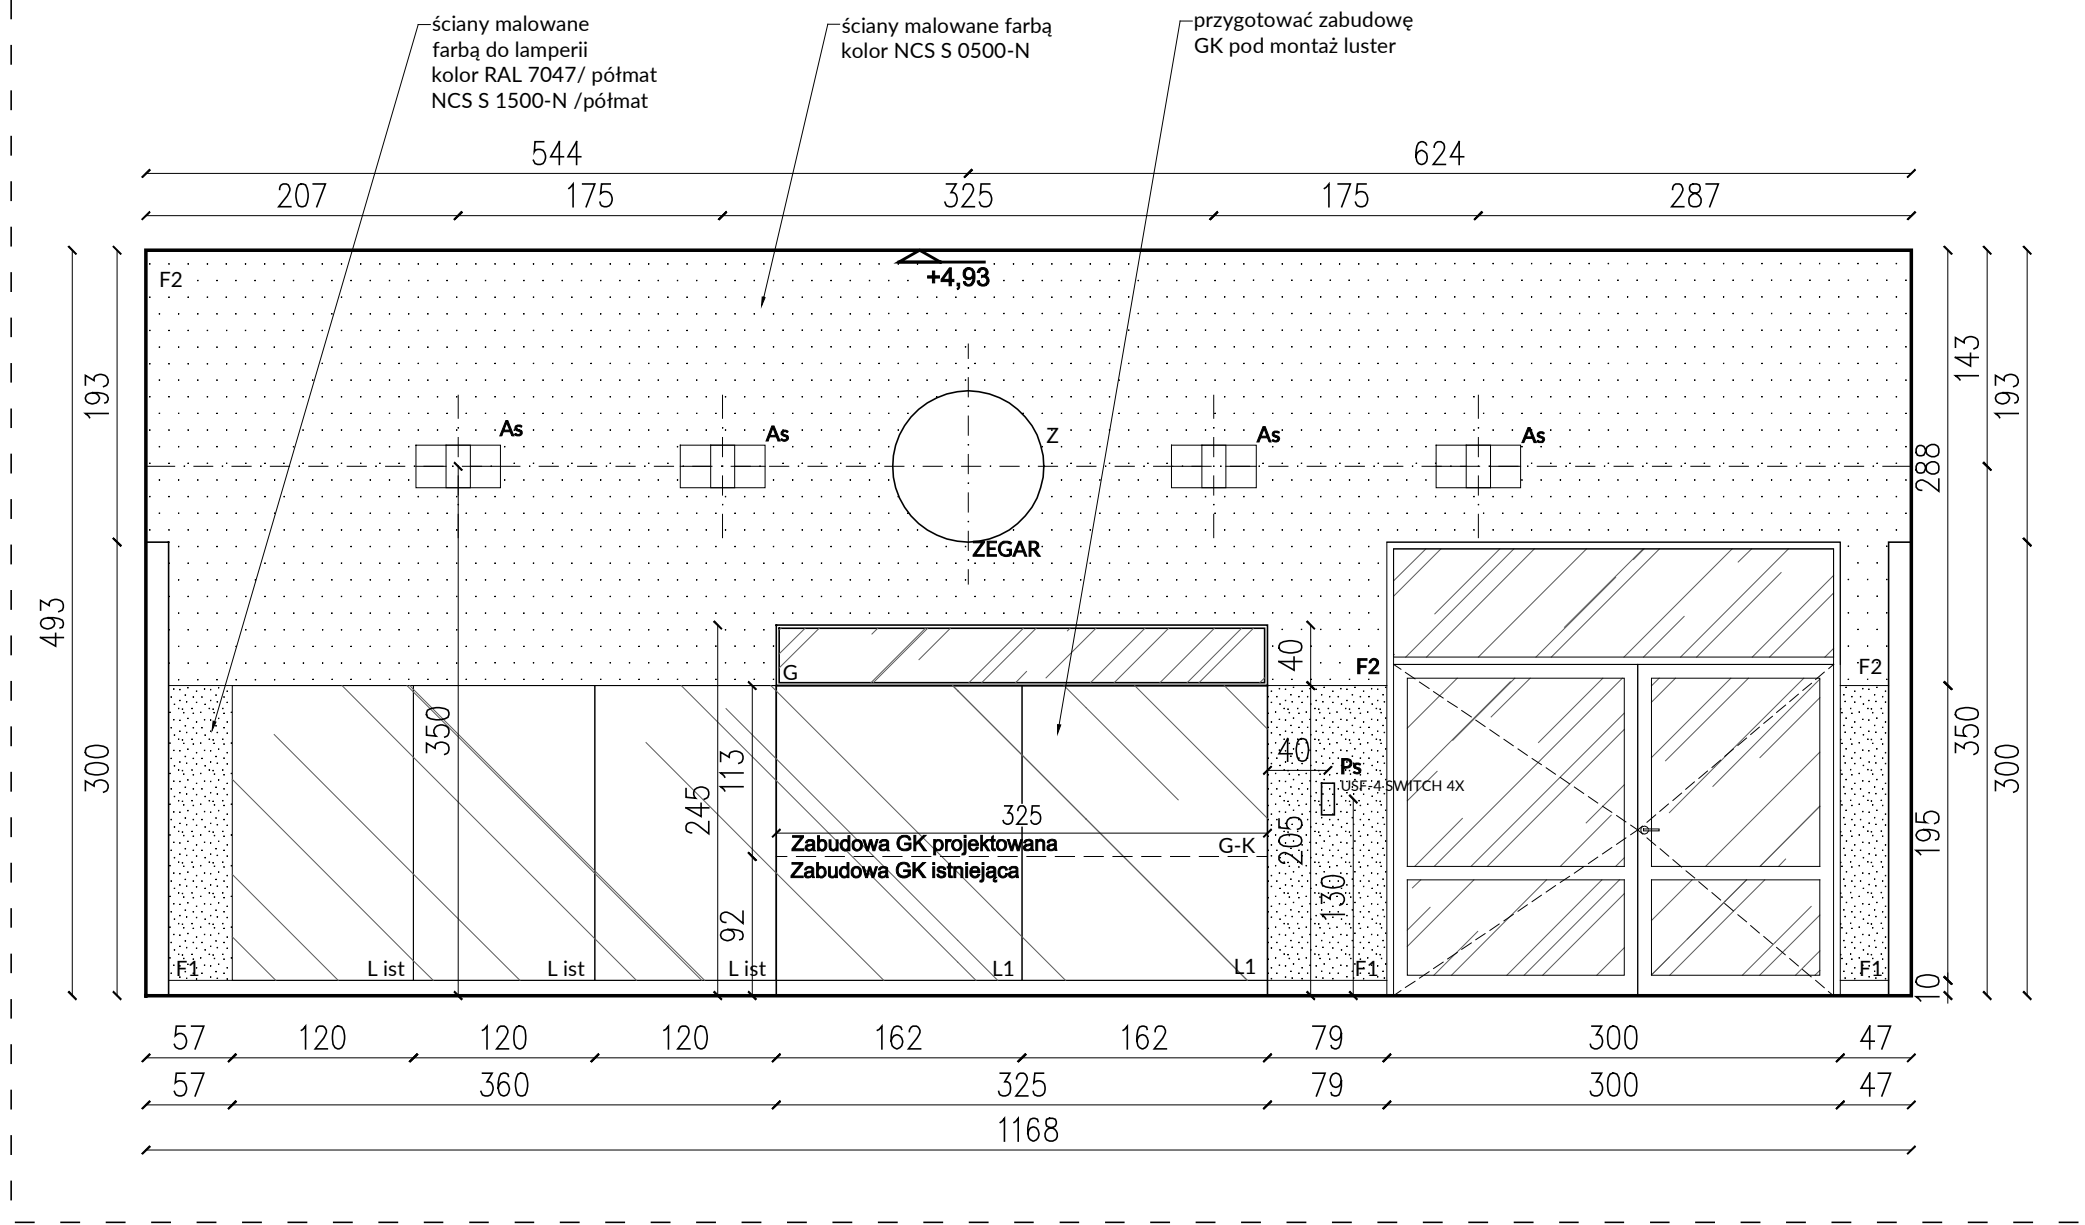 ściany malowane
farbą do lamperii
kolor RAL 7047/ półmat
NCS S 1500-N /półmat
ściany malowane farbą
kolor NCS S 0500-N
przygotować zabudowę
GK pod montaż luster
544
624
207
175
325
175
287
F2
+4,93
193
143
193
As
As
Z
As
As
288
ZEGAR
493
G
40
F2
F2
350
113
40
Ps
USF-4 SWITCH 4X
350
300
300
245
325
205
195
Zabudowa GK projektowana
G-K
Zabudowa GK istniejąca
130
92
F1
L ist
L ist
L ist
L1
L1
F1
F1
10
57
120
120
120
162
162
79
300
47
57
360
325
79
300
47
1168